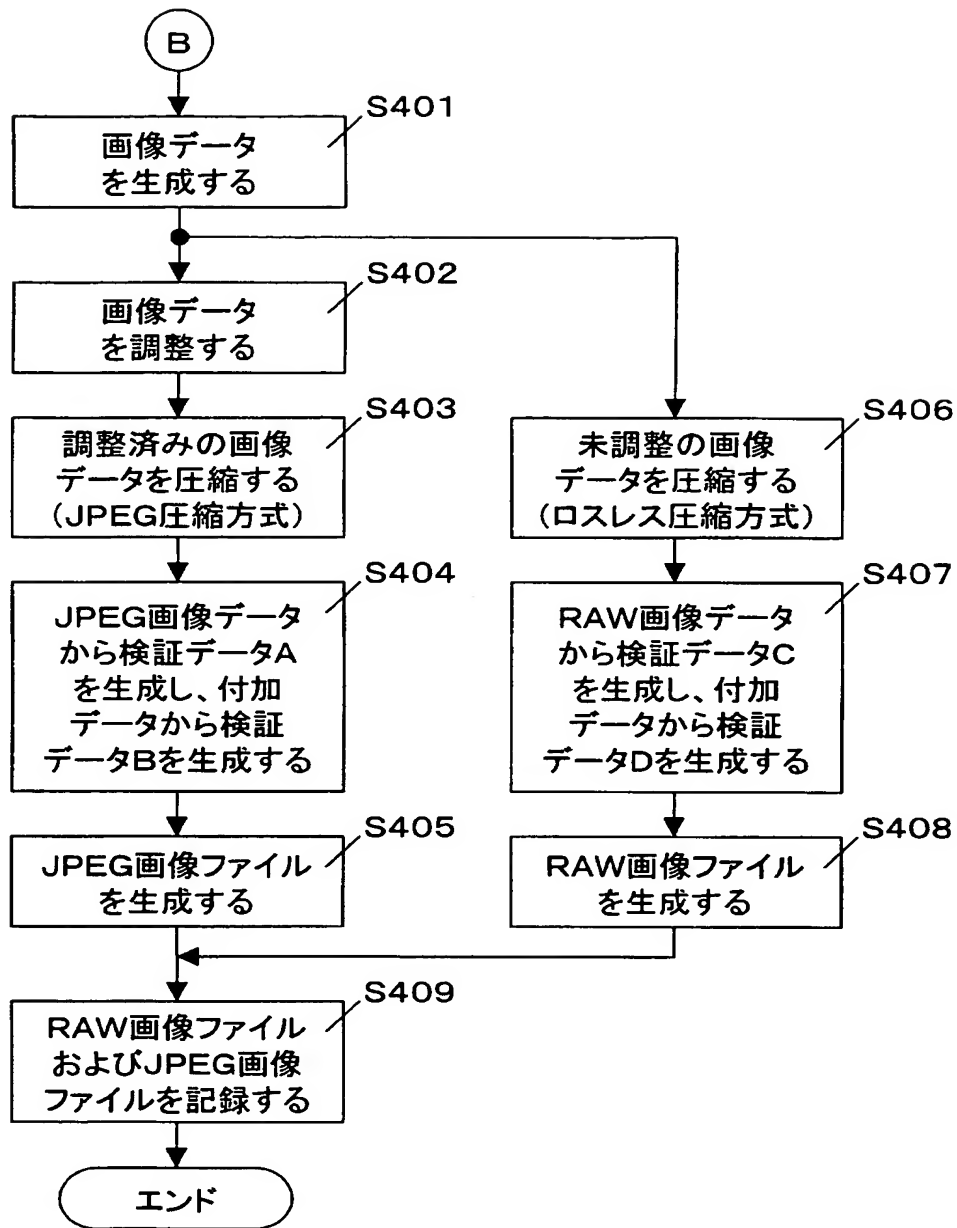 B
S401
画像データ
を生成する
S402
画像データ
を調整する
S403
調整済みの画像
データを圧縮する
(JPEG圧縮方式)
S404
JPEG画像データ
から検証データA
を生成し、付加
データから検証
データBを生成する
S405
JPEG画像ファイル
を生成する
S406
未調整の画像
データを圧縮する
(ロスレス圧縮方式)
S407
RAW画像データ
から検証データC
を生成し、付加
データから検証
データDを生成する
S408
RAW画像ファイル
を生成する
S409
RAW画像ファイル
およびJPEG画像
ファイルを記録する
エンド